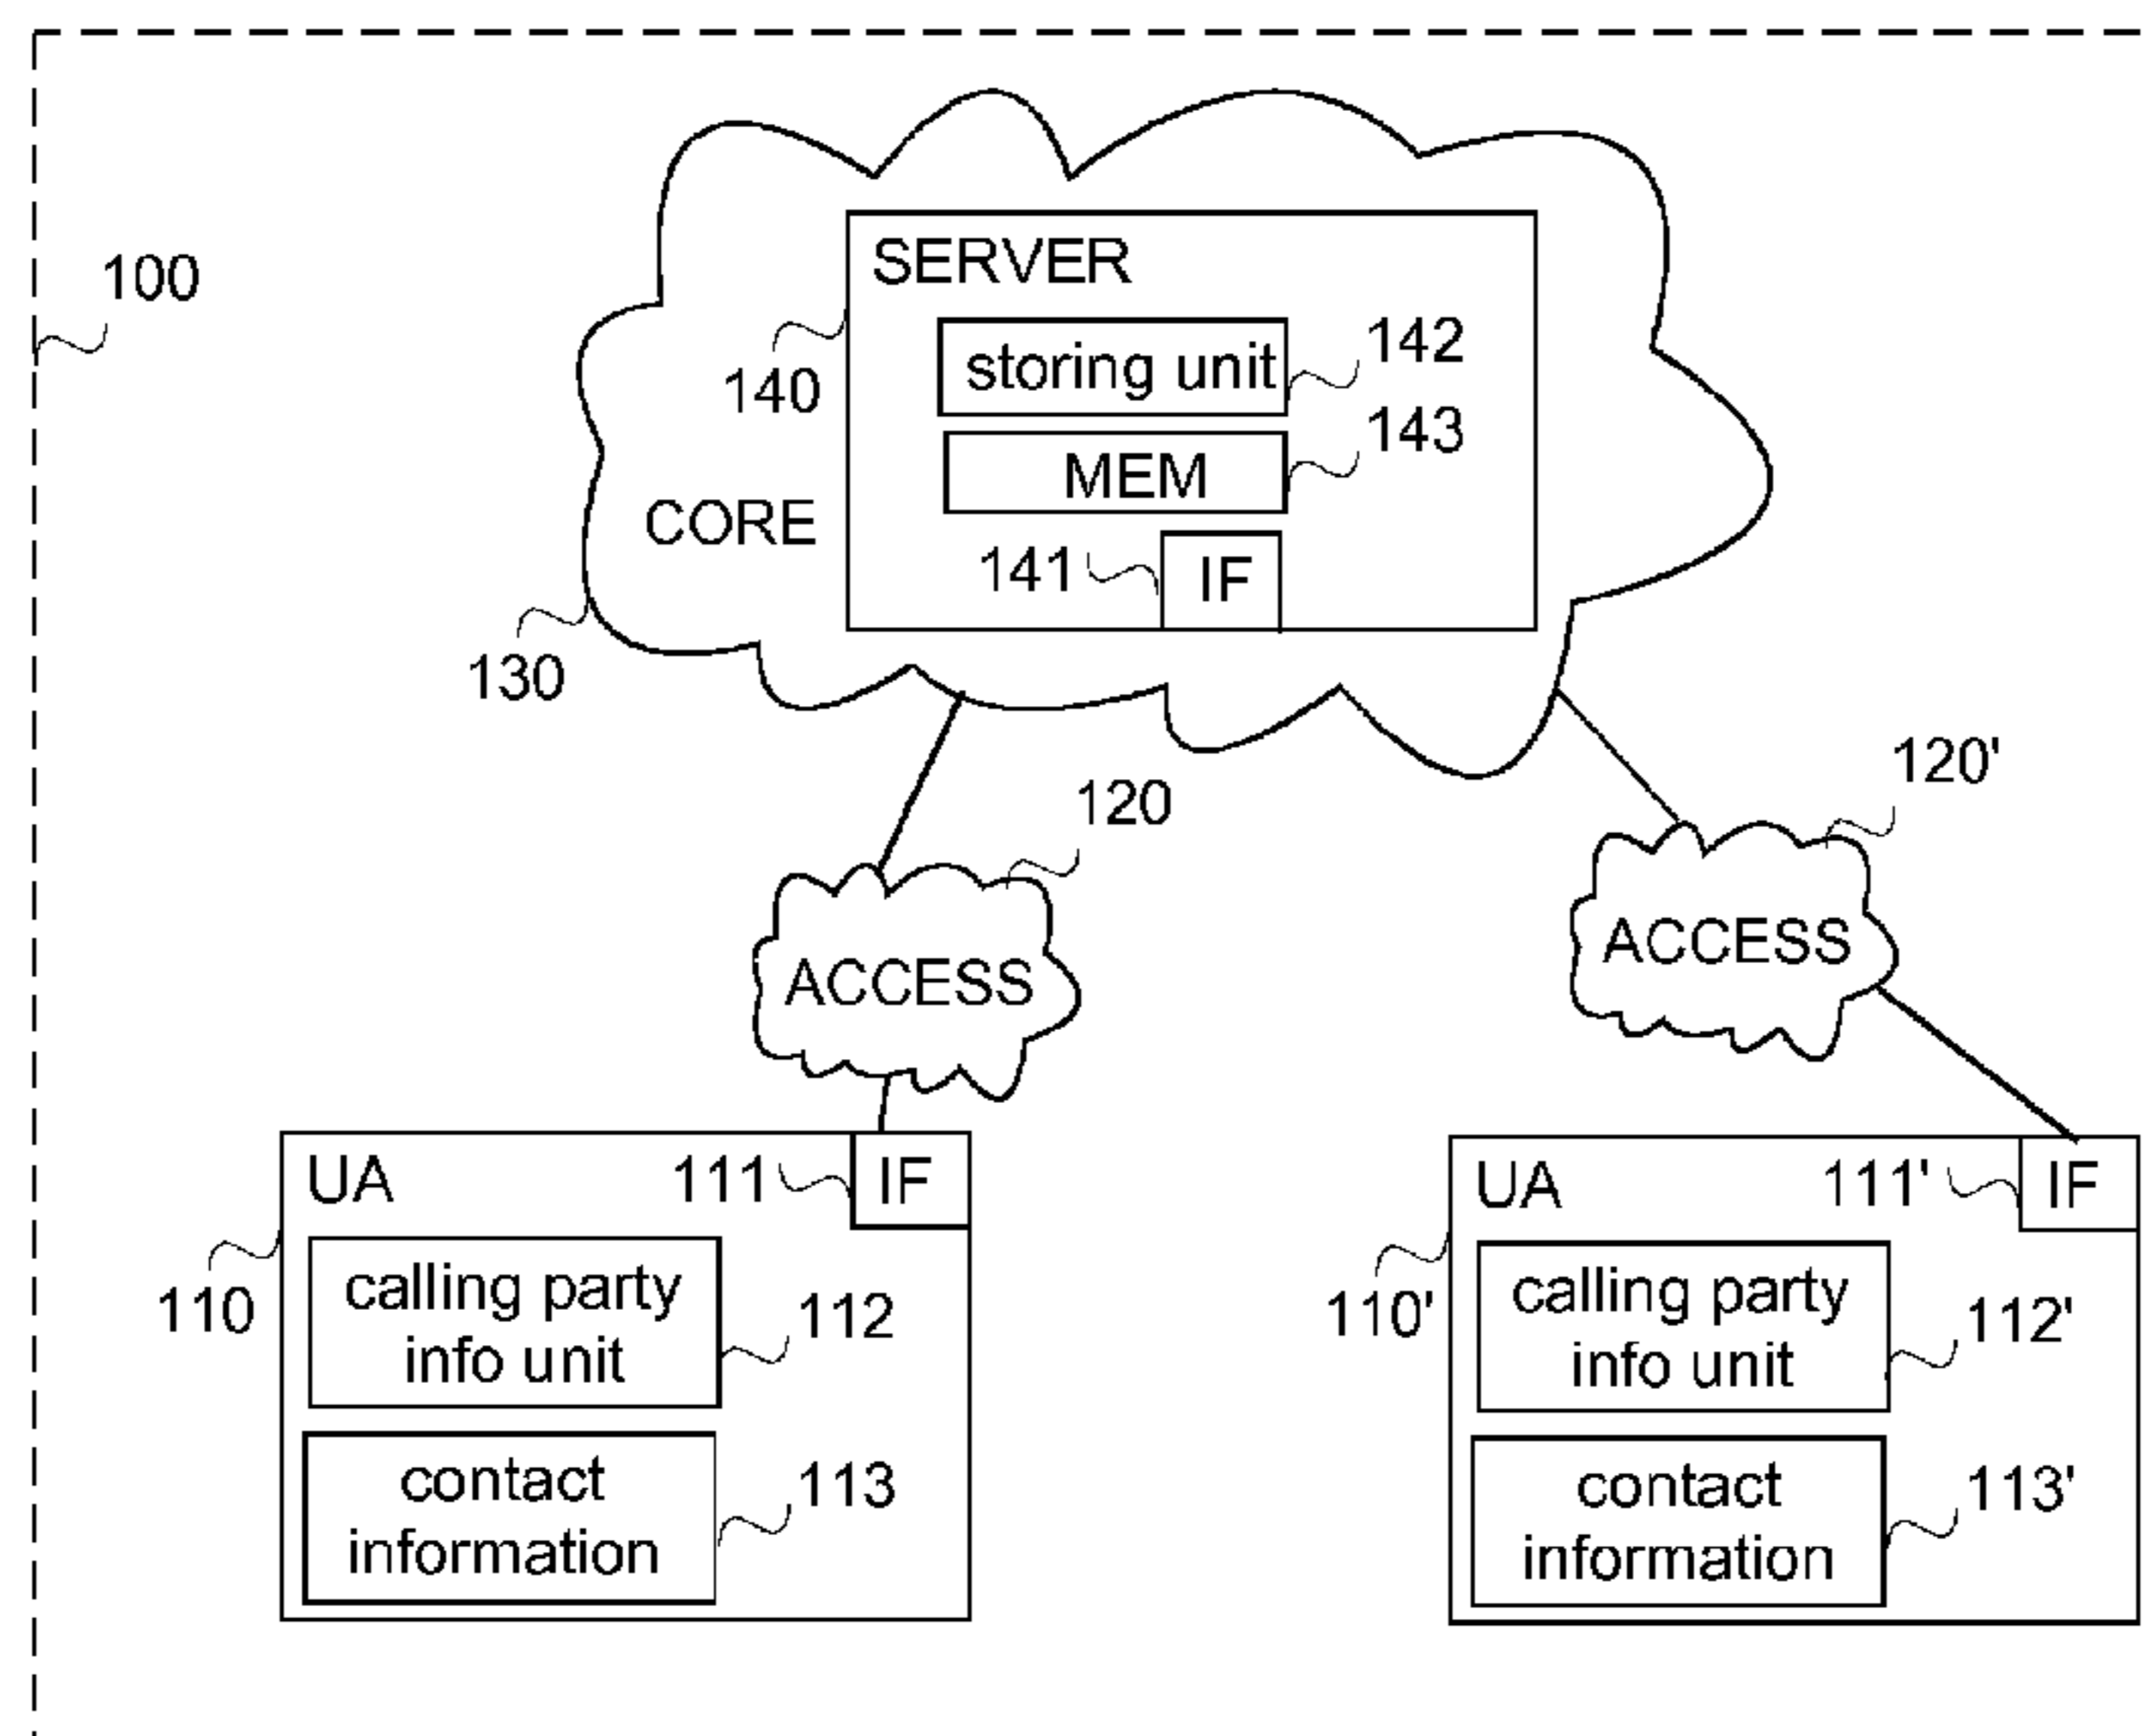 100
SERVER
140
storing unit
142
143
MEM
CORE
141
IF
130
120
120'
ACCESS
ACCESS
UA
111
IF
110
calling party
info unit
112
contact
information
113
UA
111'
IF
110'
calling party
info unit
112'
contact
information
113'